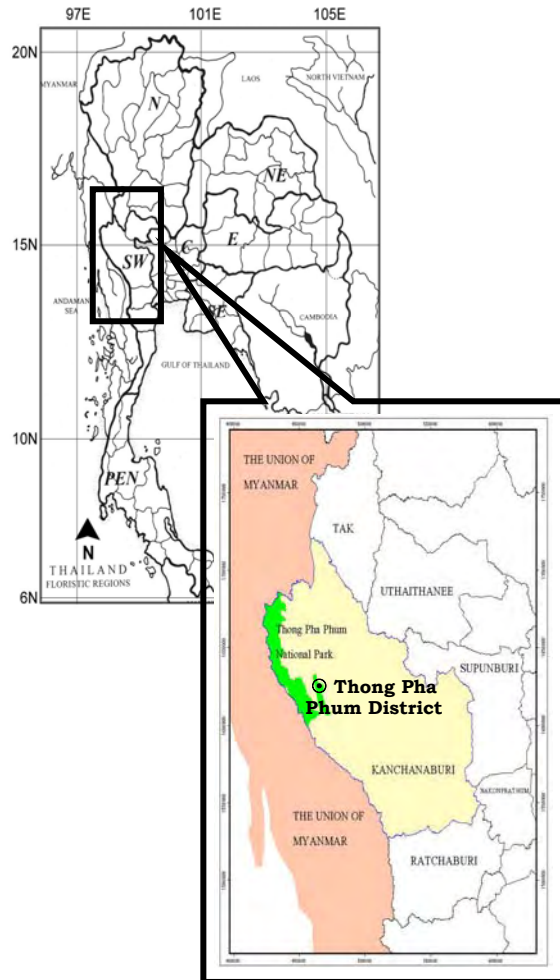 97E 101E 105E
20N
MYANMAR
LAOS
NORTH VIETNAM
N
NE
15N
SW
C
E
SE
ANDAMAN
SEA
CAMBODIA
GULF OF THAILAND
10N
PEN
N
THAILAND
FLORISTIC REGIONS
6N
THE UNION OF
MYANMAR
TAK
UTHAITHANEE
Thong Pha Phum
National Park
SUPUNBURI
Thong Pha
Phum District
KANCHANABURI
THE UNION OF
MYANMAR
RATCHABURI